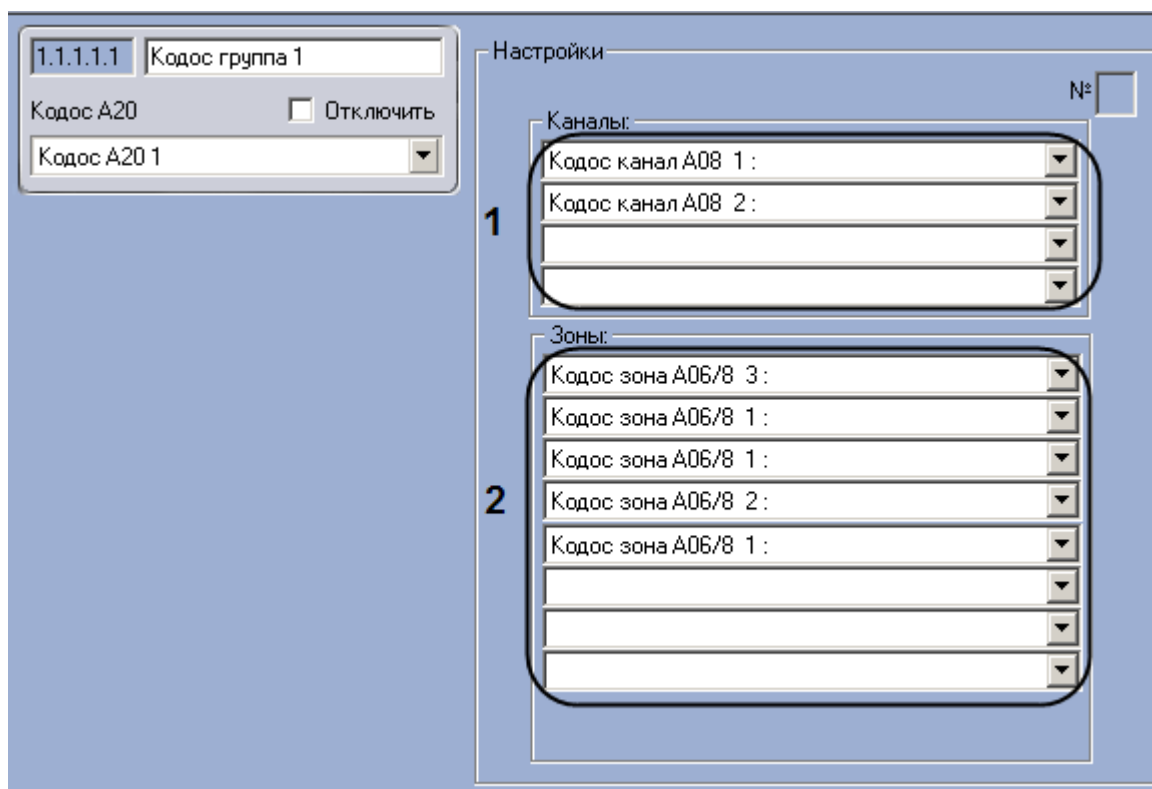 1.1.1.1.1 Кодос группа 1
Кодос А20 Отключить
Кодос А20 1
Настройки
№
Каналы:
1
Кодос канал А08 1 :
Кодос канал А08 2 :
Зоны:
2
Кодос зона А06/8 3 :
Кодос зона А06/8 1 :
Кодос зона А06/8 1 :
Кодос зона А06/8 2 :
Кодос зона А06/8 1 :